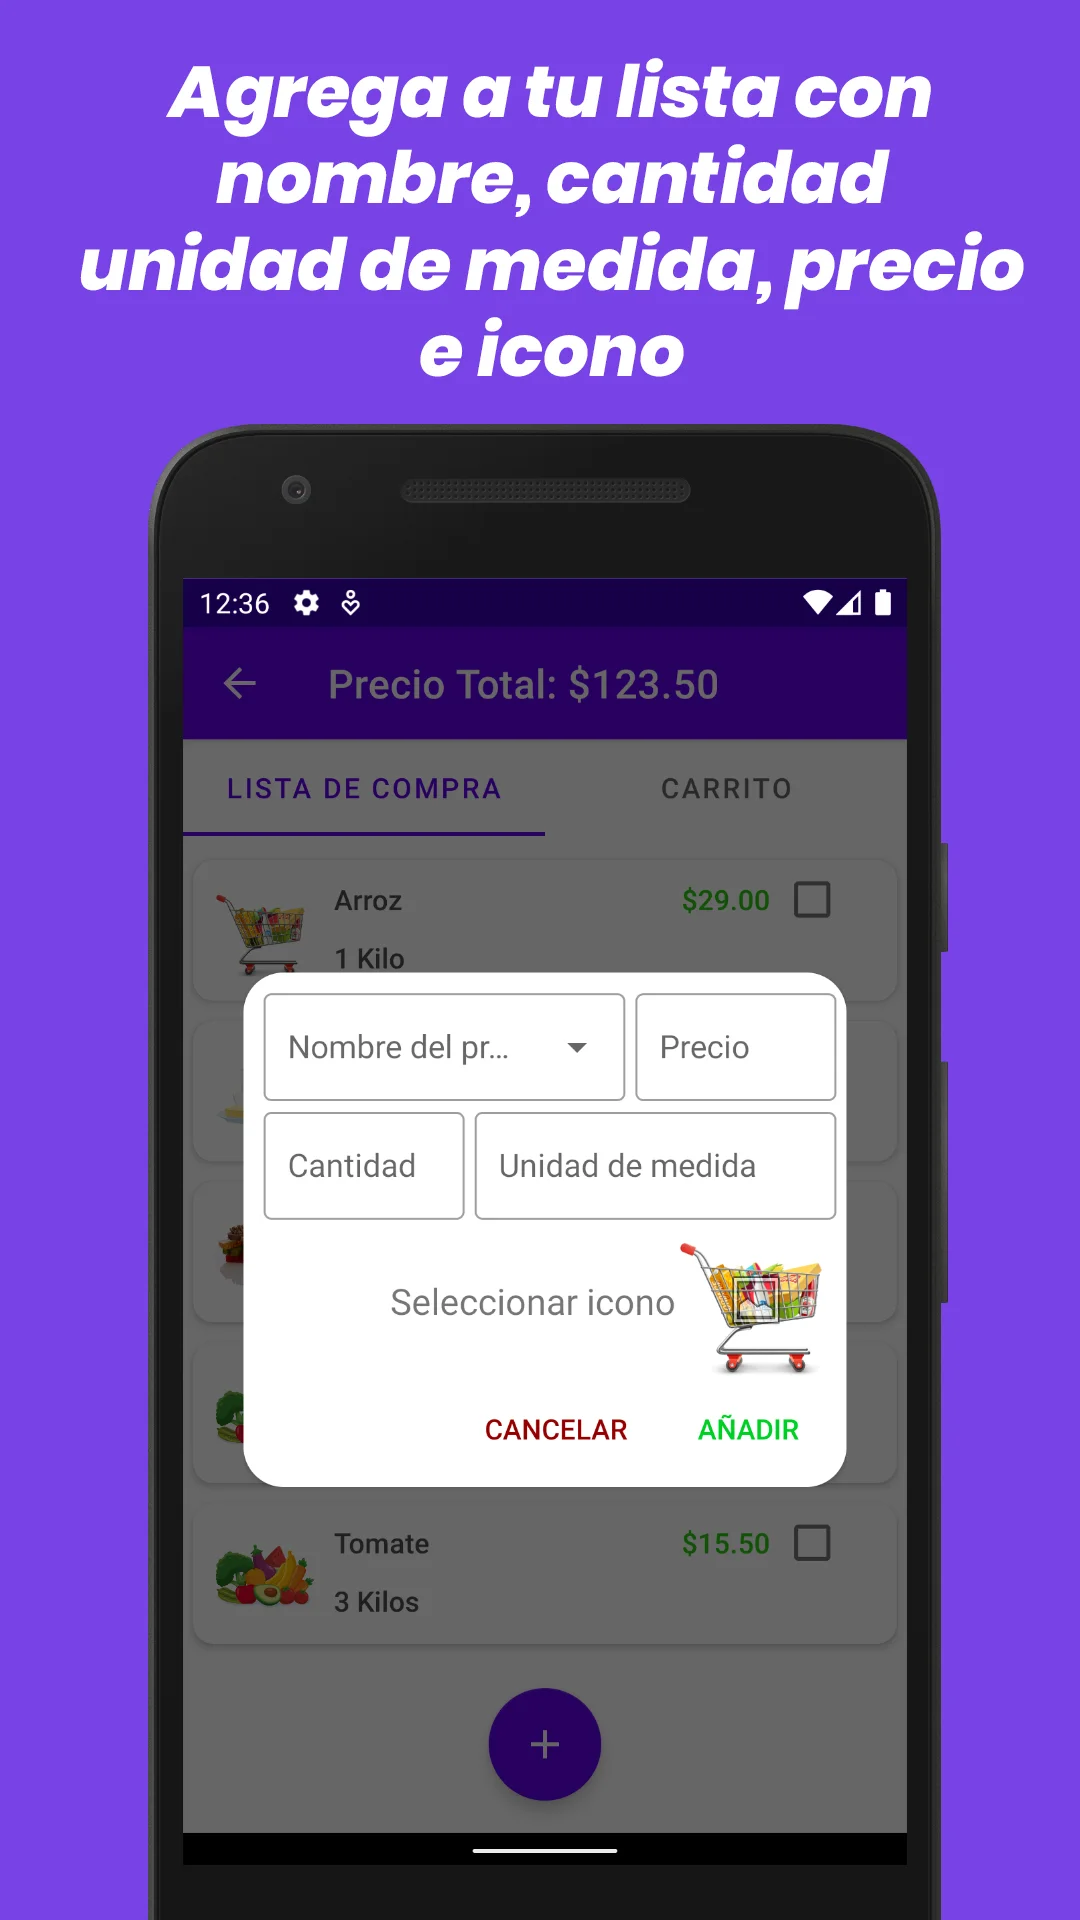 Agrega a tu lista con
nombre, cantidad
unidad de medida, precio
e icono
12:36
Precio Total: $123.50
LISTA DE COMPRA
CARRITO
Arroz
$29.00
1 Kilo
Nombre del pr...
Precio
Cantidad
Unidad de medida
Seleccionar icono
CANCELAR
AÑADIR
Tomate
$15.50
3 Kilos
+